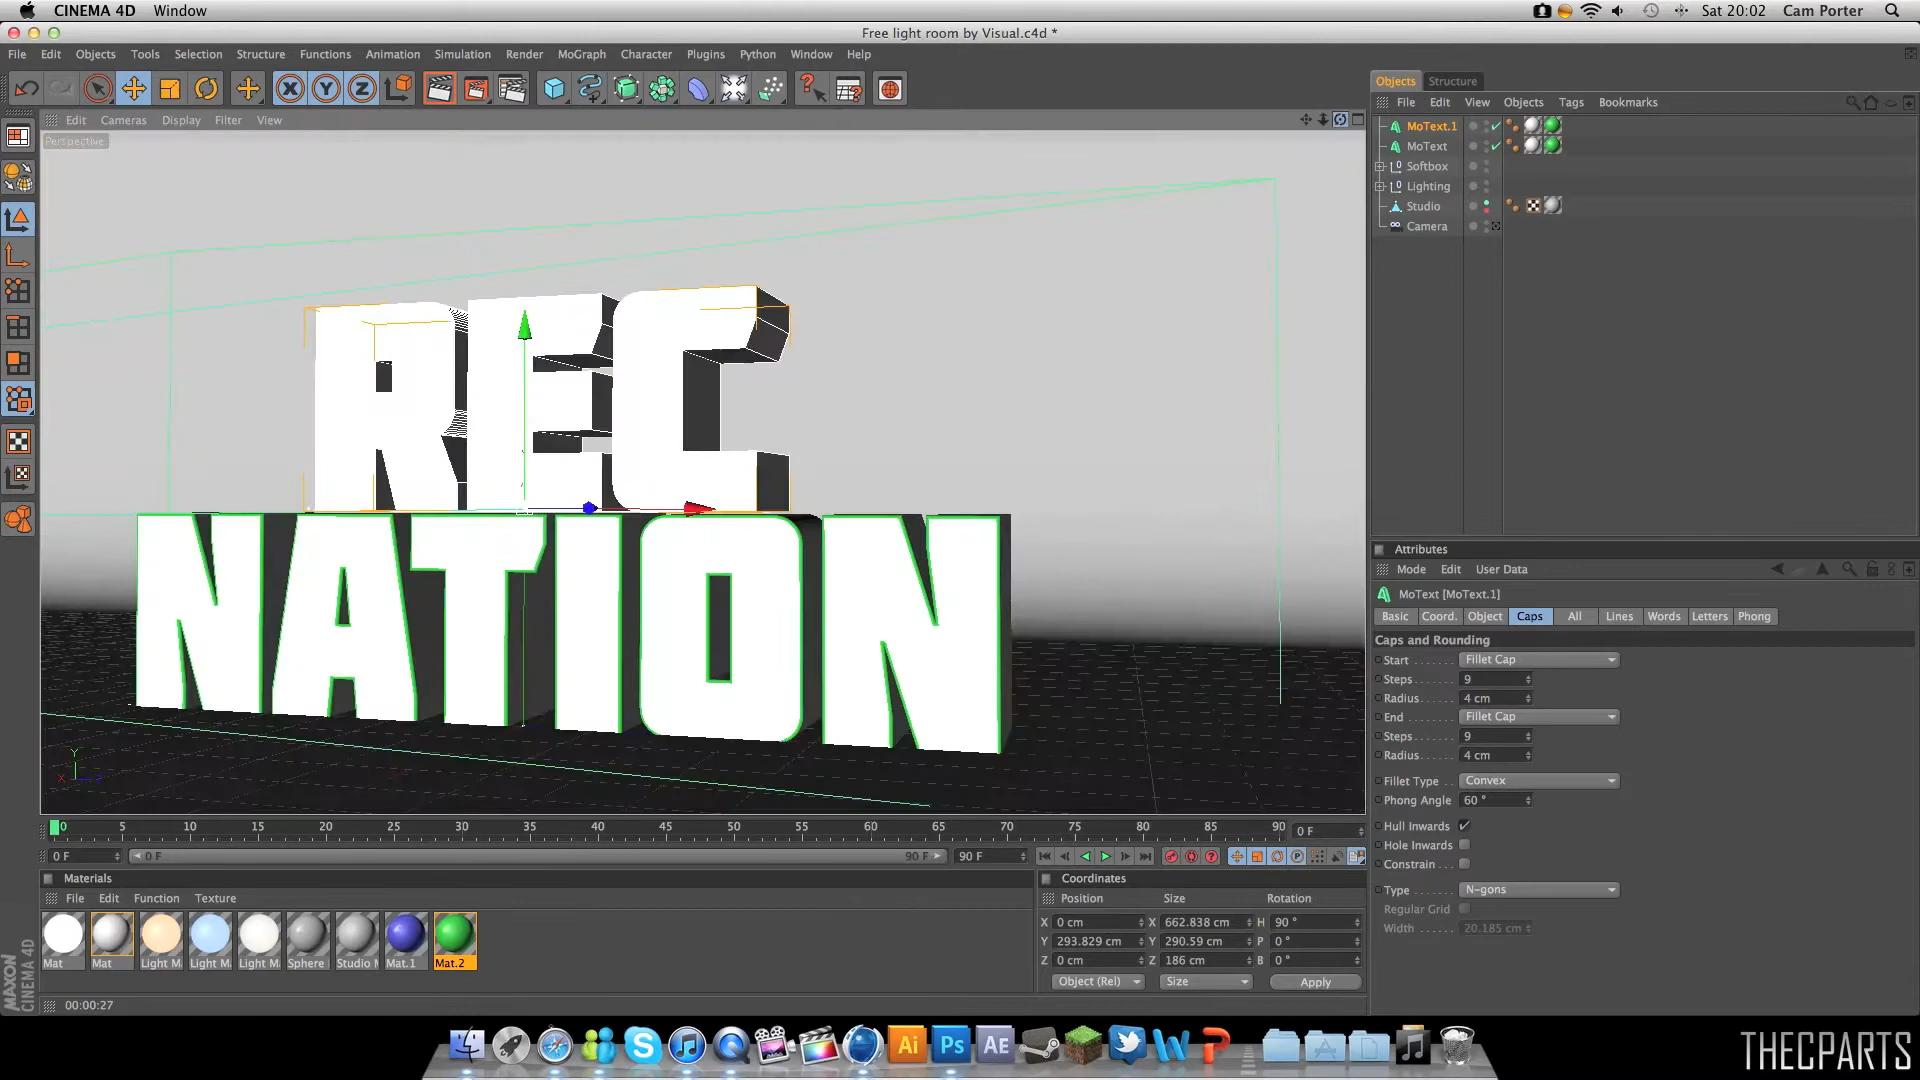 CINEMA 4D Window
Sat 20:02 Cam Porter
Free light room by Visual.c4d *
File Edit Objects Tools Selection Structure Functions Animation Simulation Render MoGraph Character Plugins Python Window Help
X Y Z
Objects Structure
File Edit View Objects Tags Bookmarks
Edit Cameras Display Filter View
Perspective
MoText.1
MoText
Softbox
Lighting
Studio
Camera
REC
NATION
Attributes
Mode Edit User Data
MoText [MoText.1]
Basic Coord. Object Caps All Lines Words Letters Phong
Caps and Rounding
Start Fillet Cap
Steps 9
Radius 4 cm
End Fillet Cap
Steps 9
Radius 4 cm
Fillet Type Convex
Phong Angle 60 °
Hull Inwards
Hole Inwards
Constrain
Type N-gons
Regular Grid
Width 20.185 cm
Y
X
0 5 10 15 20 25 30 35 40 45 50 55 60 65 70 75 80 85 90 0 F
0 F 0 F 90 F 90 F
Materials
File Edit Function Texture
Mat Mat Light M Light M Light M Sphere Studio M Mat.1 Mat.2
Coordinates
Position Size Rotation
X 0 cm X 662.838 cm H 90 °
Y 293.829 cm Y 290.59 cm P 0 °
Z 0 cm Z 186 cm B 0 °
Object (Rel) Size Apply
MAXON
CINEMA 4D
00:00:27
Ai Ps AE
THECPARTS